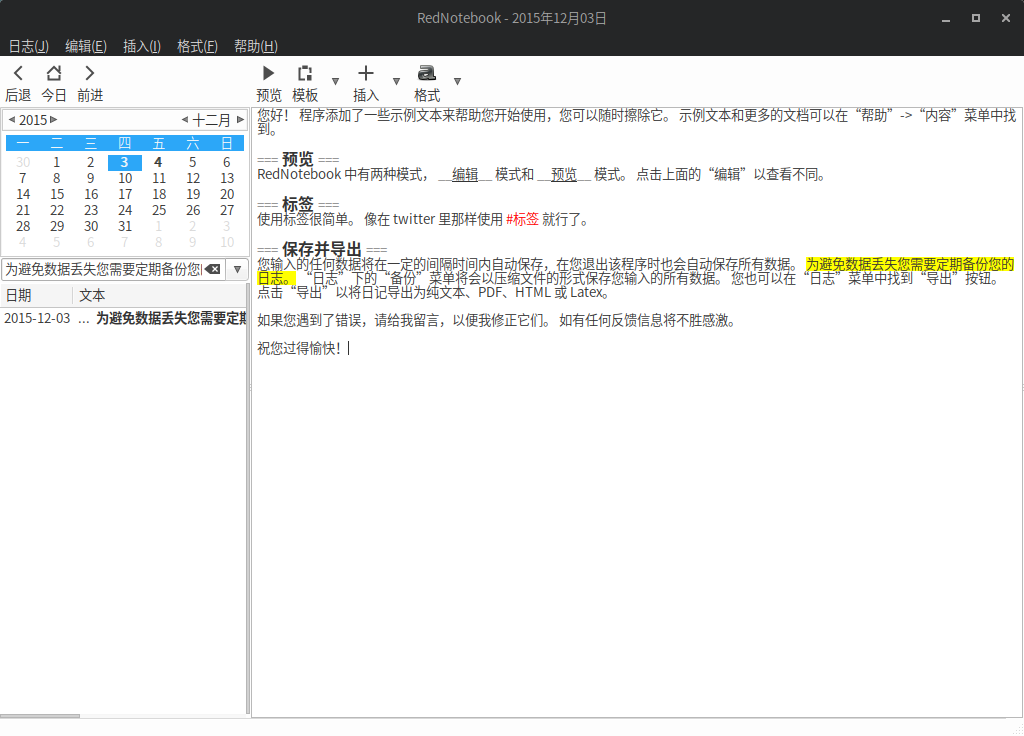 RedNotebook - 2015年12月03日
日志(J) 编辑(E) 插入(I) 格式(F) 帮助(H)
后退 今日 前进 预览 模板 插入 格式
2015 十二月
一 二 三 四 五 六 日
30 1 2 3 4 5 6
7 8 9 10 11 12 13
14 15 16 17 18 19 20
21 22 23 24 25 26 27
28 29 30 31 1 2 3
4 5 6 7 8 9 10
为避免数据丢失您需要定期备份您
日期 文本
2015-12-03 ... 为避免数据丢失您需要定期
您好！ 程序添加了一些示例文本来帮助您开始使用，您可以随时擦除它。 示例文本和更多的文档可以在“帮助”->“内容”菜单中找
到。
=== 预览 ===
RedNotebook 中有两种模式， __编辑__ 模式和 __预览__ 模式。 点击上面的“编辑”以查看不同。
=== 标签 ===
使用标签很简单。 像在 twitter 里那样使用 #标签 就行了。
=== 保存并导出 ===
您输入的任何数据将在一定的间隔时间内自动保存，在您退出该程序时也会自动保存所有数据。 为避免数据丢失您需要定期备份您的
日志。 “日志”下的“备份”菜单将会以压缩文件的形式保存您输入的所有数据。 您也可以在“日志”菜单中找到“导出”按钮。
点击“导出”以将日记导出为纯文本、PDF、HTML 或 Latex。
如果您遇到了错误，请给我留言，以便我修正它们。 如有任何反馈信息将不胜感激。
祝您过得愉快！